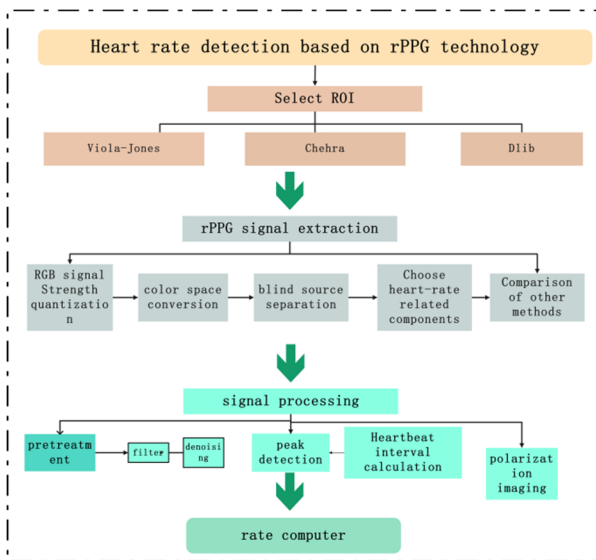 Heart rate detection based on rPPG technology
Select ROI
Viola-Jones
Chehra
Dlib
rPPG signal extraction
RGB signal
Strength
quantizatio
n
color space
conversion
blind source
separation
Choose
heart-rate
related
components
Comparison
of other
methods
signal processing
pretreatm
ent
filter
denois
ing
peak
detection
Heartbeat
interval
calculation
polarizat
ion
imaging
rate computer